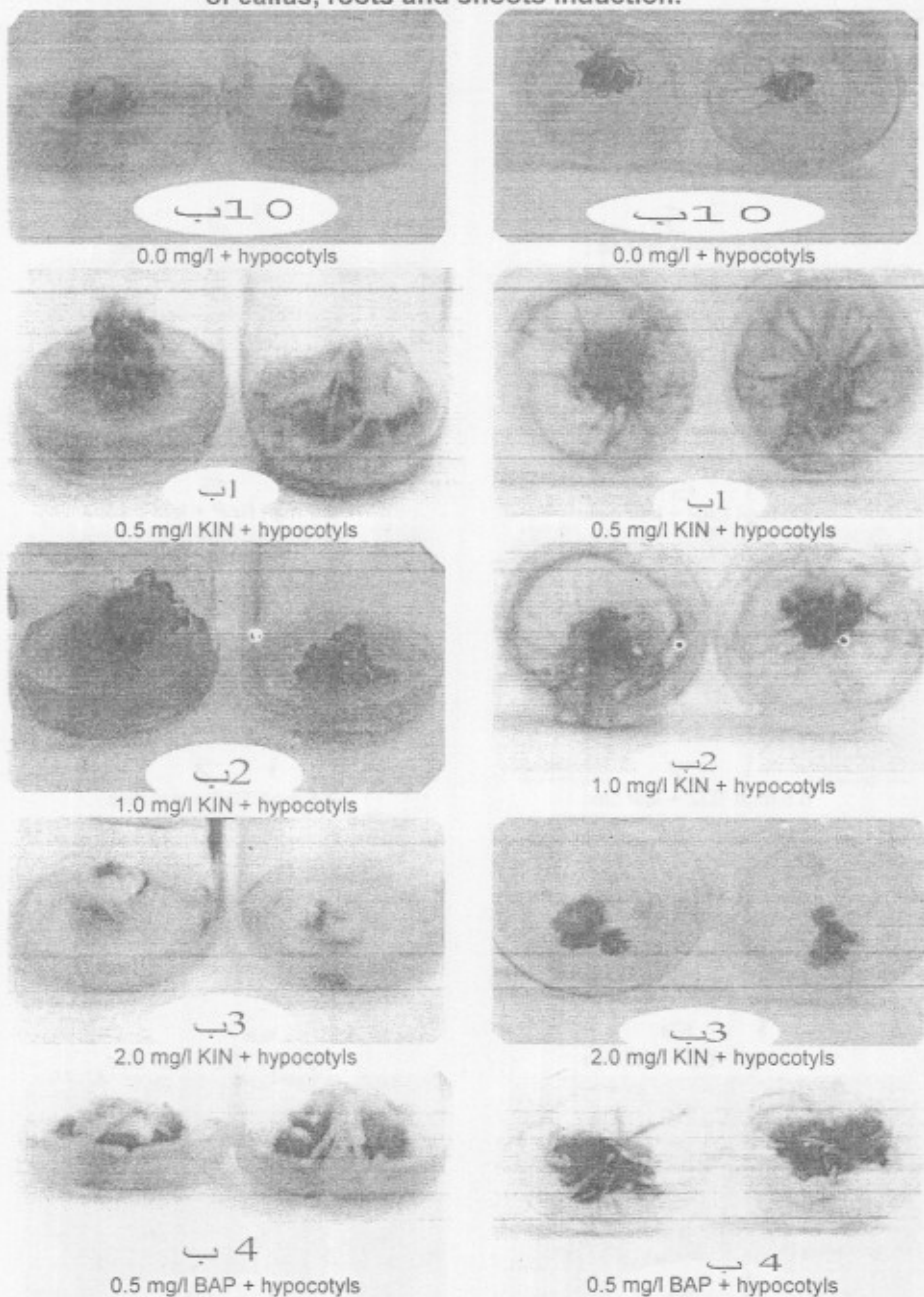 of callus, roots and shoots induction.
ب10 ب10
0.0 mg/l + hypocotyls 0.0 mg/l + hypocotyls
ب1 ب1
0.5 mg/l KIN + hypocotyls 0.5 mg/l KIN + hypocotyls
ب2 ب2
1.0 mg/l KIN + hypocotyls 1.0 mg/l KIN + hypocotyls
ب3 ب3
2.0 mg/l KIN + hypocotyls 2.0 mg/l KIN + hypocotyls
ب 4 ب 4
0.5 mg/l BAP + hypocotyls 0.5 mg/l BAP + hypocotyls